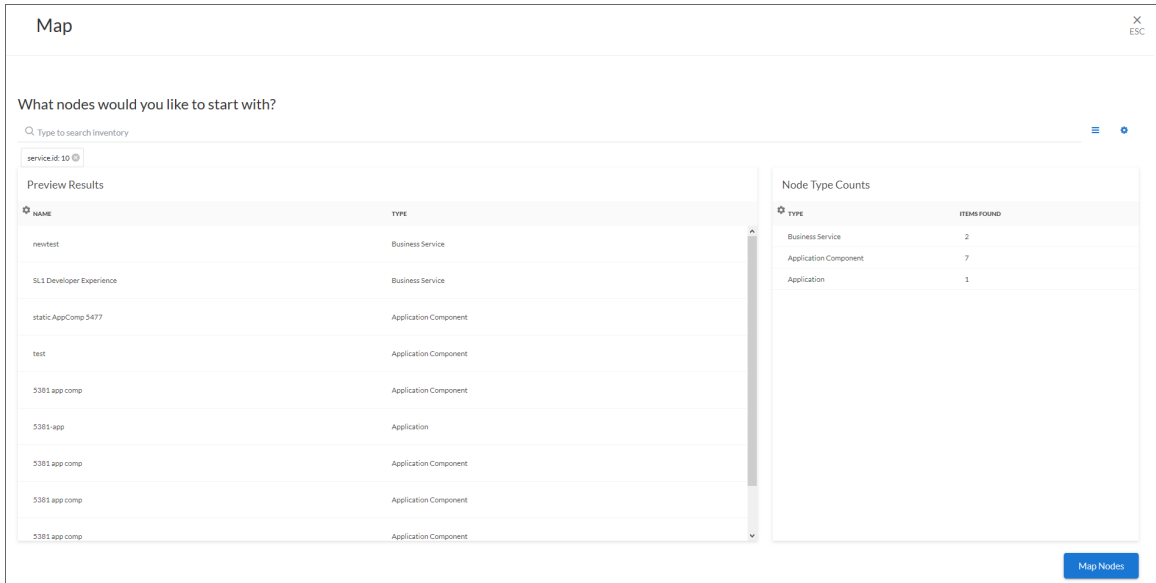 Map
ESC
What nodes would you like to start with?
Type to search inventory
service.id: 10
Preview Results
NAME TYPE
newtest Business Service
SL1 Developer Experience Business Service
static AppComp 5477 Application Component
test Application Component
5381 app comp Application Component
5381-app Application
5381 app comp Application Component
5381 app comp Application Component
5381 app comp Application Component
Node Type Counts
TYPE ITEMS FOUND
Business Service 2
Application Component 7
Application 1
Map Nodes